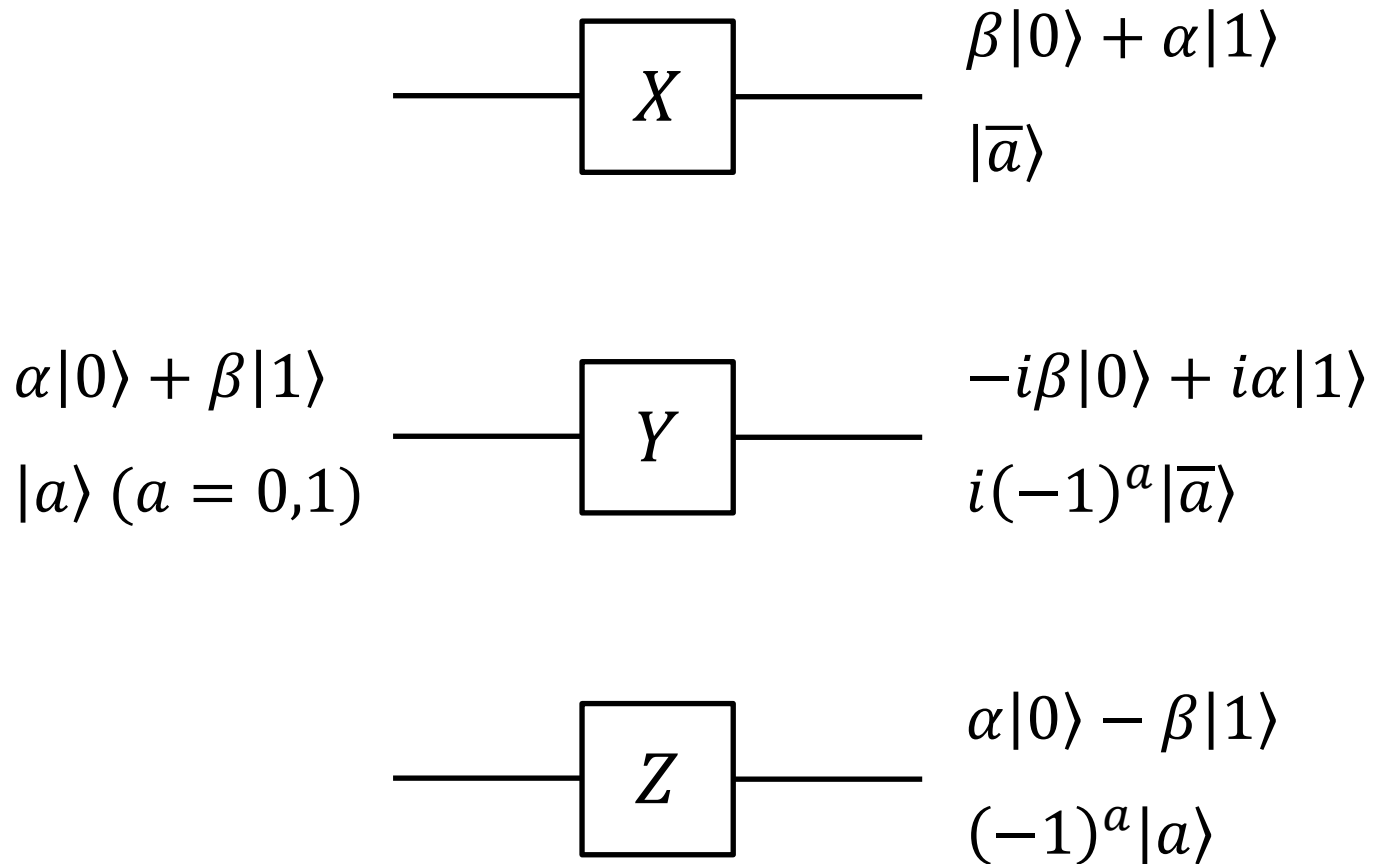 X
β|0⟩ + α|1⟩
|a̅⟩
α|0⟩ + β|1⟩
|a⟩ (a = 0,1)
Y
−iβ|0⟩ + iα|1⟩
i(−1)ᵃ|a̅⟩
Z
α|0⟩ − β|1⟩
(−1)ᵃ|a⟩